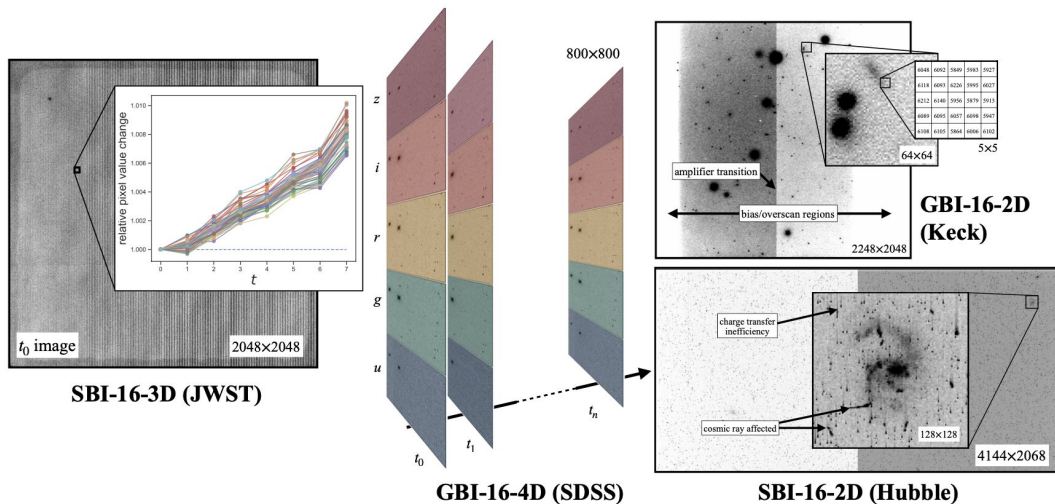 1.010
1.008
1.006
1.004
1.002
1.000
relative pixel value change
0 1 2 3 4 5 6 7
t
t0 image
2048×2048
SBI-16-3D (JWST)
z
i
r
g
u
t0
t1
tn
800×800
GBI-16-4D (SDSS)
6048 6092 5849 5983 5927
6118 6093 6226 5995 6027
6212 6140 5956 5879 5913
6089 6095 6057 6098 5947
6108 6105 5864 6006 6102
5×5
64×64
amplifier transition
bias/overscan regions
2248×2048
GBI-16-2D
(Keck)
charge transfer
inefficiency
cosmic ray affected
128×128
4144×2068
SBI-16-2D (Hubble)